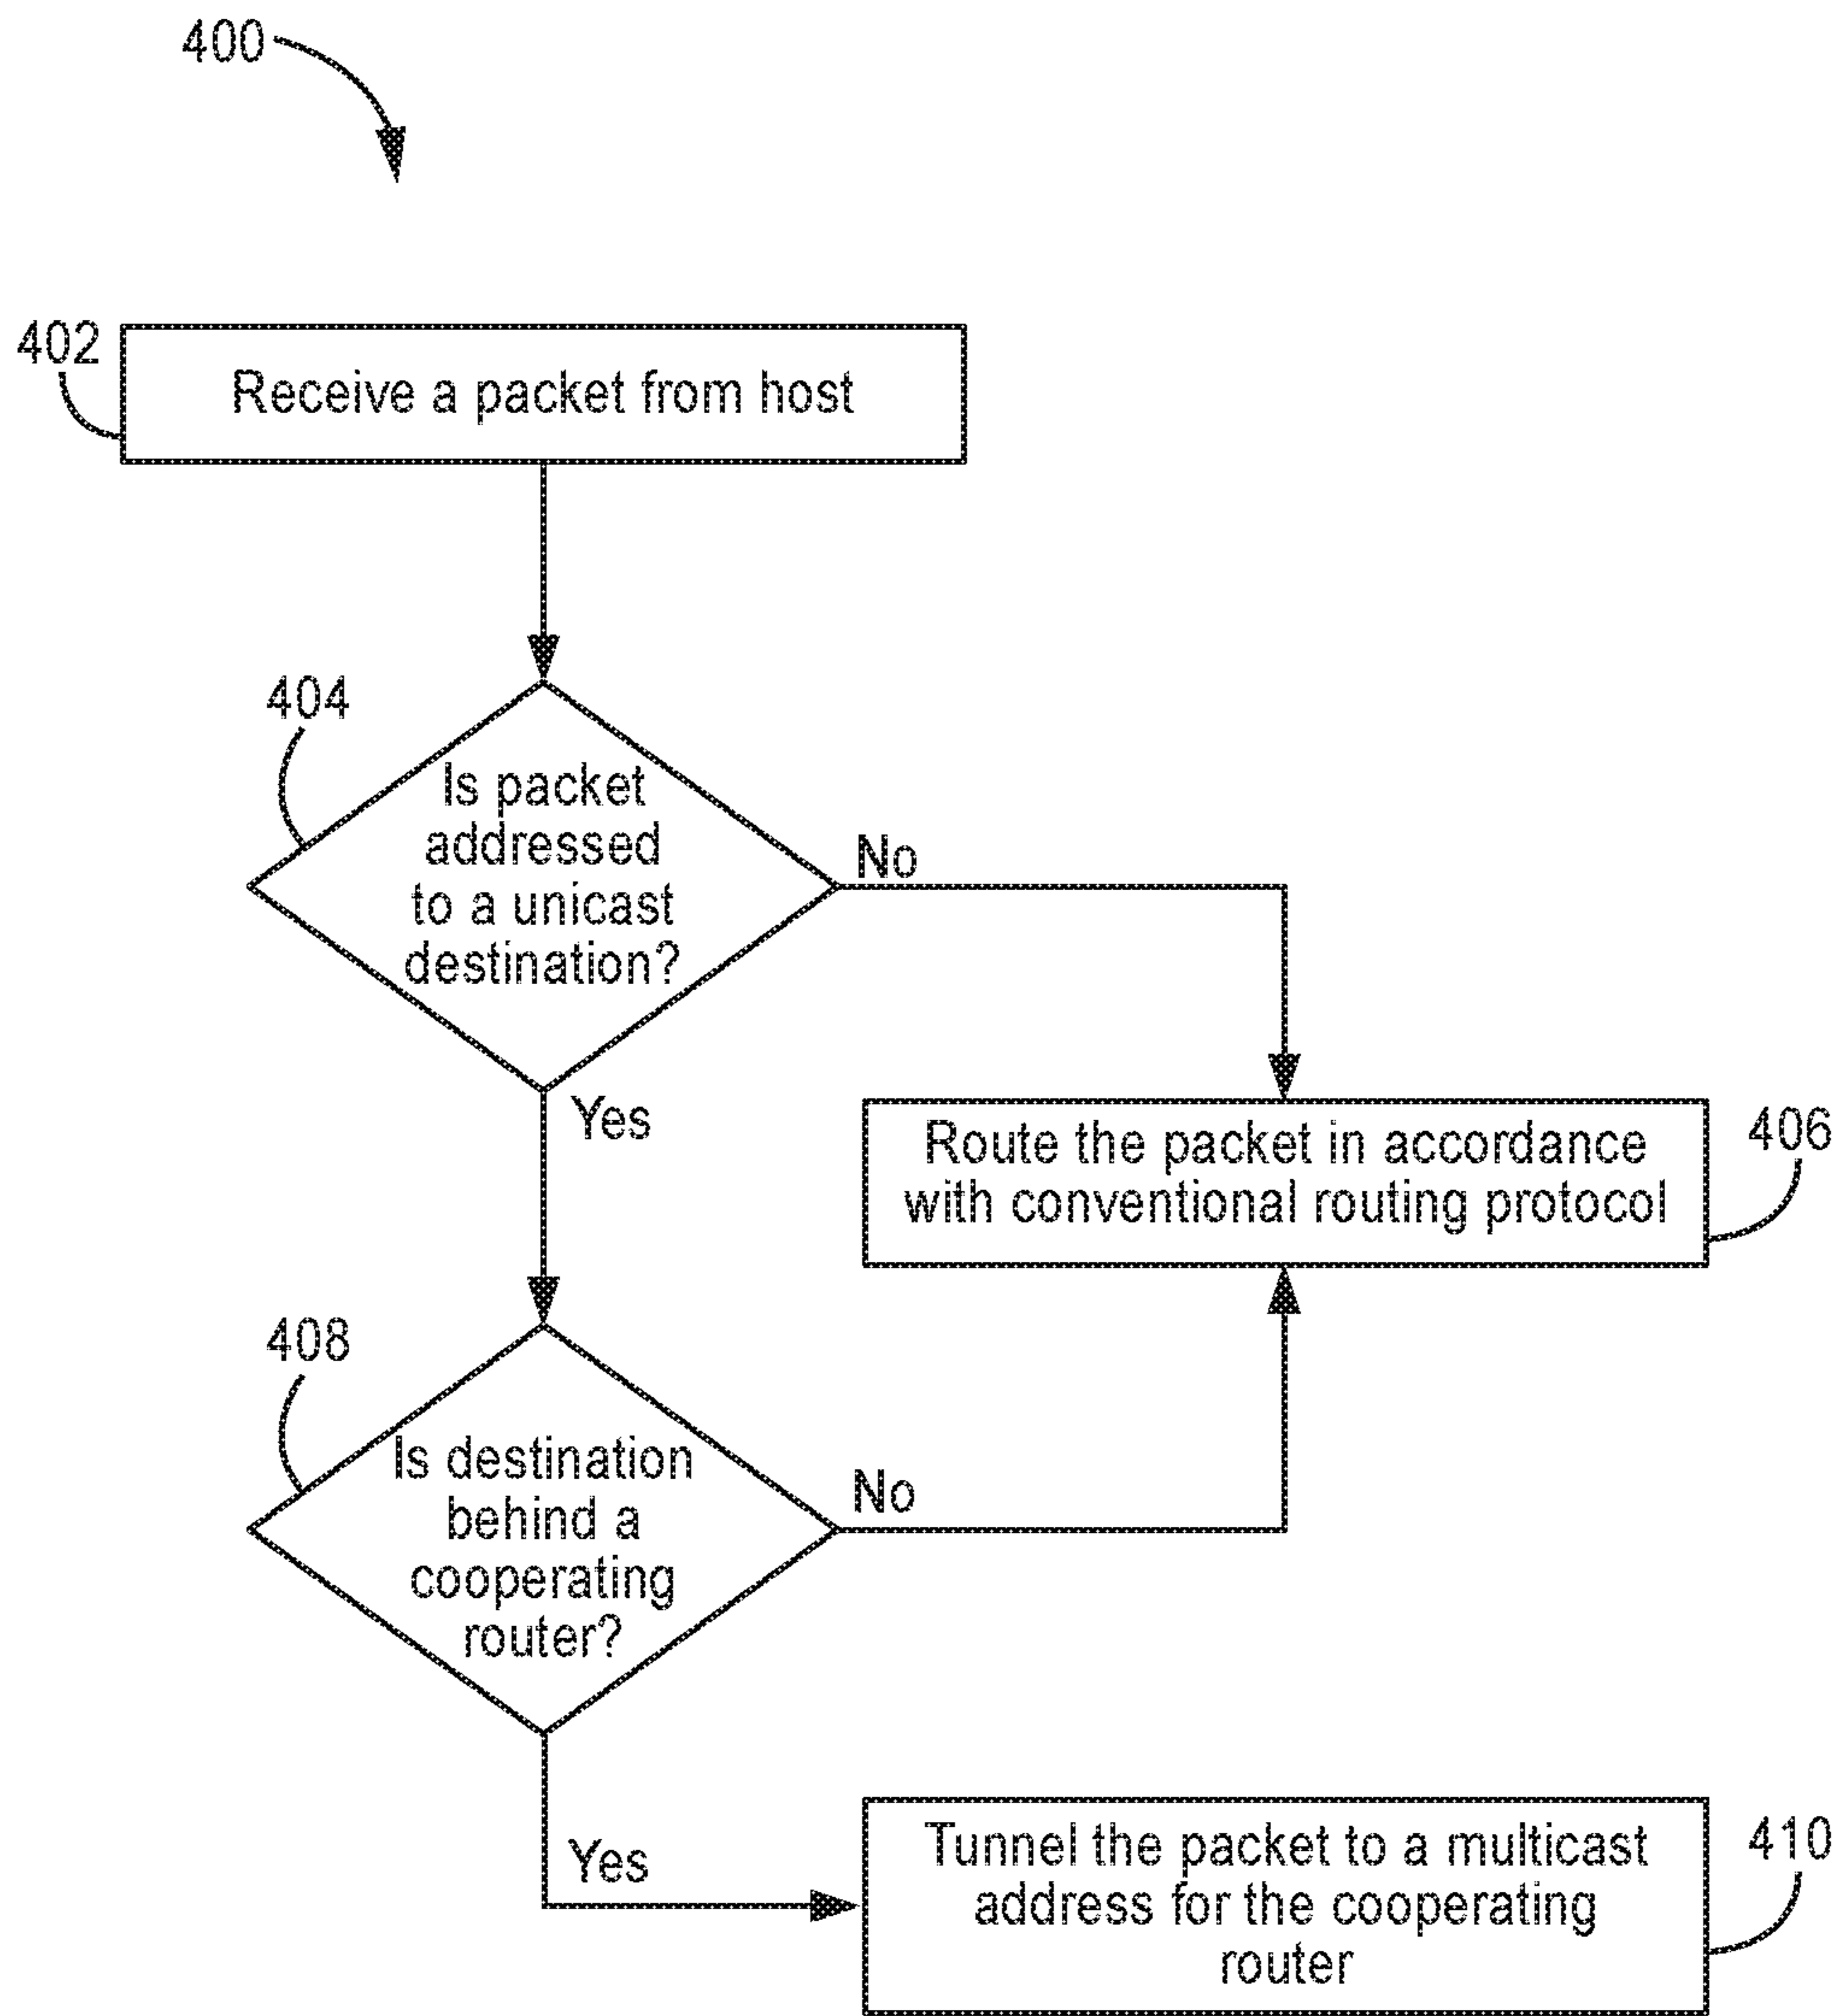 400
402
Receive a packet from host
404
Is packet
addressed
to a unicast
destination?
No
Yes
Route the packet in accordance
with conventional routing protocol
406
408
Is destination
behind a
cooperating
router?
No
Yes
Tunnel the packet to a multicast
address for the cooperating
router
410